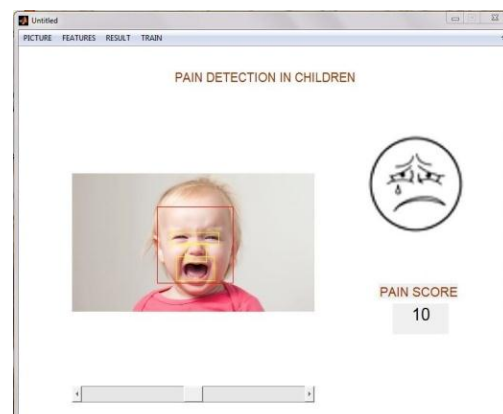 Untitled
PICTURE FEATURES RESULT TRAIN
PAIN DETECTION IN CHILDREN
PAIN SCORE
10